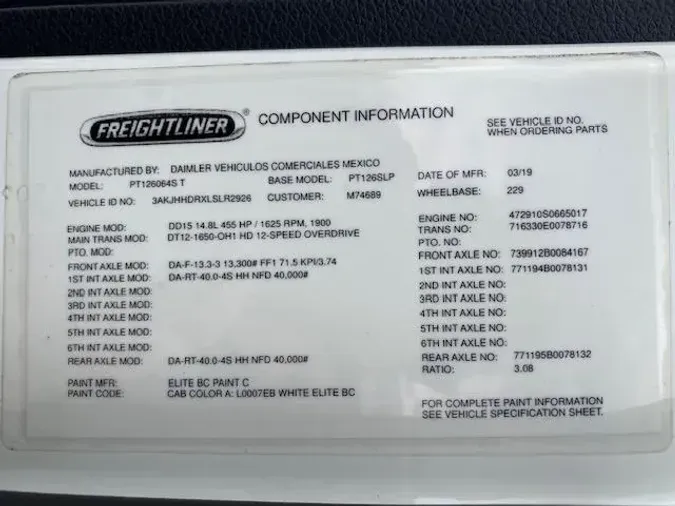 FREIGHTLINER ® COMPONENT INFORMATION
SEE VEHICLE ID NO.
WHEN ORDERING PARTS
MANUFACTURED BY: DAIMLER VEHICULOS COMERCIALES MEXICO
MODEL: PT126064S T BASE MODEL: PT126SLP DATE OF MFR: 03/19
VEHICLE ID NO: 3AKJHHDRXLSLR2926 CUSTOMER: M74689 WHEELBASE: 229
ENGINE MOD: DD15 14.8L 455 HP / 1625 RPM, 1900 ENGINE NO: 472910S0665017
MAIN TRANS MOD: DT12-1650-OH1 HD 12-SPEED OVERDRIVE TRANS NO: 716330E0078716
PTO. MOD: PTO. NO:
FRONT AXLE MOD: DA-F-13.3-3 13,300# FF1 71.5 KPI/3.74 FRONT AXLE NO: 739912B0084167
1ST INT AXLE MOD: DA-RT-40.0-4S HH NFD 40,000# 1ST INT AXLE NO: 771194B0078131
2ND INT AXLE MOD: 2ND INT AXLE NO:
3RD INT AXLE MOD: 3RD INT AXLE NO:
4TH INT AXLE MOD: 4TH INT AXLE NO:
5TH INT AXLE MOD: 5TH INT AXLE NO:
6TH INT AXLE MOD: 6TH INT AXLE NO:
REAR AXLE MOD: DA-RT-40.0-4S HH NFD 40,000# REAR AXLE NO: 771195B0078132
RATIO: 3.08
PAINT MFR: ELITE BC PAINT C
PAINT CODE: CAB COLOR A: L0007EB WHITE ELITE BC
FOR COMPLETE PAINT INFORMATION
SEE VEHICLE SPECIFICATION SHEET.